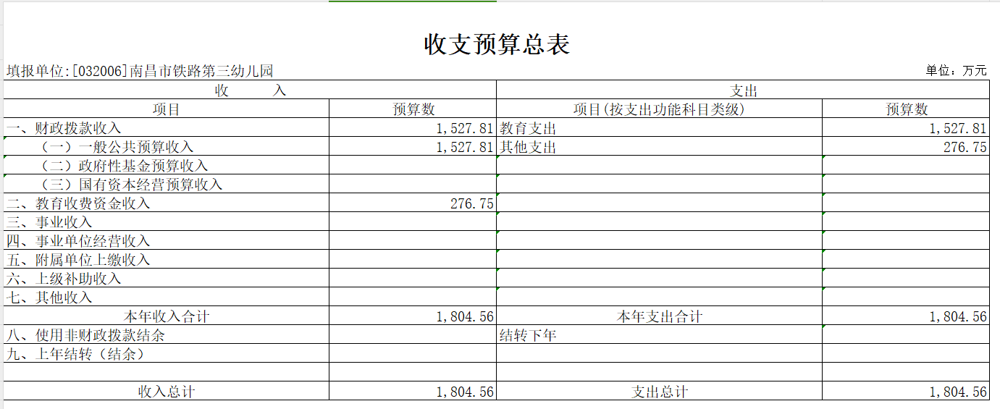 收支预算总表
填报单位:[032006]南昌市铁路第三幼儿园 单位：万元
收 入 支出
项目 预算数 项目(按支出功能科目类级) 预算数
一、财政拨款收入 1,527.81 教育支出 1,527.81
（一）一般公共预算收入 1,527.81 其他支出 276.75
（二）政府性基金预算收入
（三）国有资本经营预算收入
二、教育收费资金收入 276.75
三、事业收入
四、事业单位经营收入
五、附属单位上缴收入
六、上级补助收入
七、其他收入
本年收入合计 1,804.56 本年支出合计 1,804.56
八、使用非财政拨款结余 结转下年
九、上年结转（结余）
收入总计 1,804.56 支出总计 1,804.56